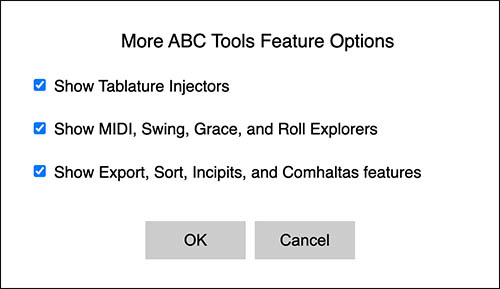 More ABC Tools Feature Options
Show Tablature Injectors
Show MIDI, Swing, Grace, and Roll Explorers
Show Export, Sort, Incipits, and Comhaltas features
OK
Cancel